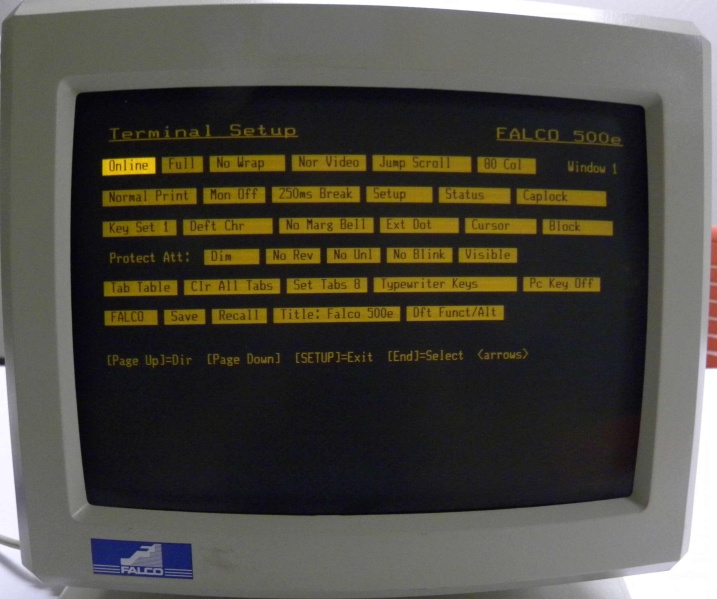 Terminal Setup FALCO 500e
Online Full No Wrap Nor Video Jump Scroll 80 Col Window 1
Normal Print Mon Off 250ms Break Setup Status Caplock
Key Set 1 Deft Chr No Marg Bell Ext Dot Cursor Block
Protect Att: Dim No Rev No Unl No Blink Visible
Tab Table Clr All Tabs Set Tabs 8 Typewriter Keys Pc Key Off
FALCO Save Recall Title: Falco 500e Dft Funct/Alt
[Page Up]=Dir [Page Down] [SETUP]=Exit [End]=Select <arrows>
FALCO